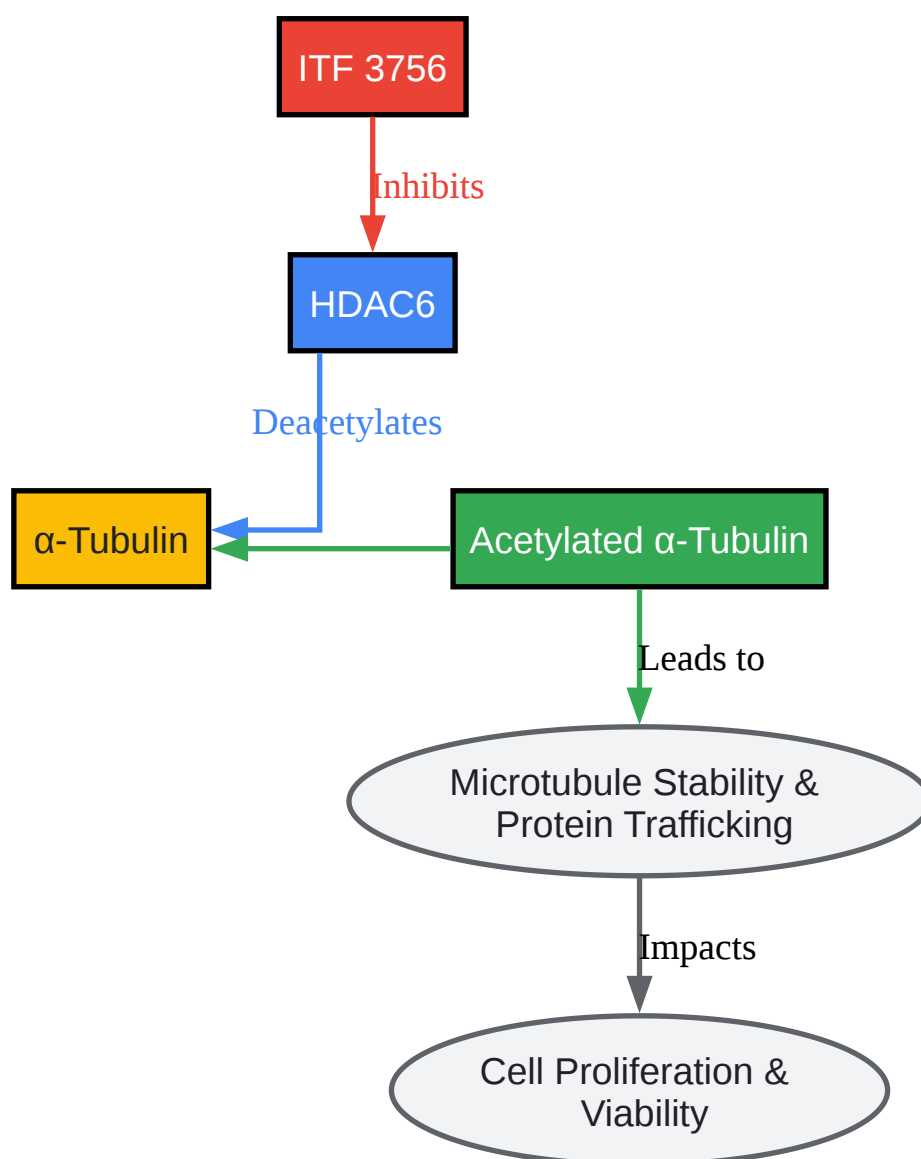 ITF 3756
Inhibits
HDAC6
Deacetylates
α-Tubulin
Acetylated α-Tubulin
Leads to
Microtubule Stability &
Protein Trafficking
Impacts
Cell Proliferation &
Viability